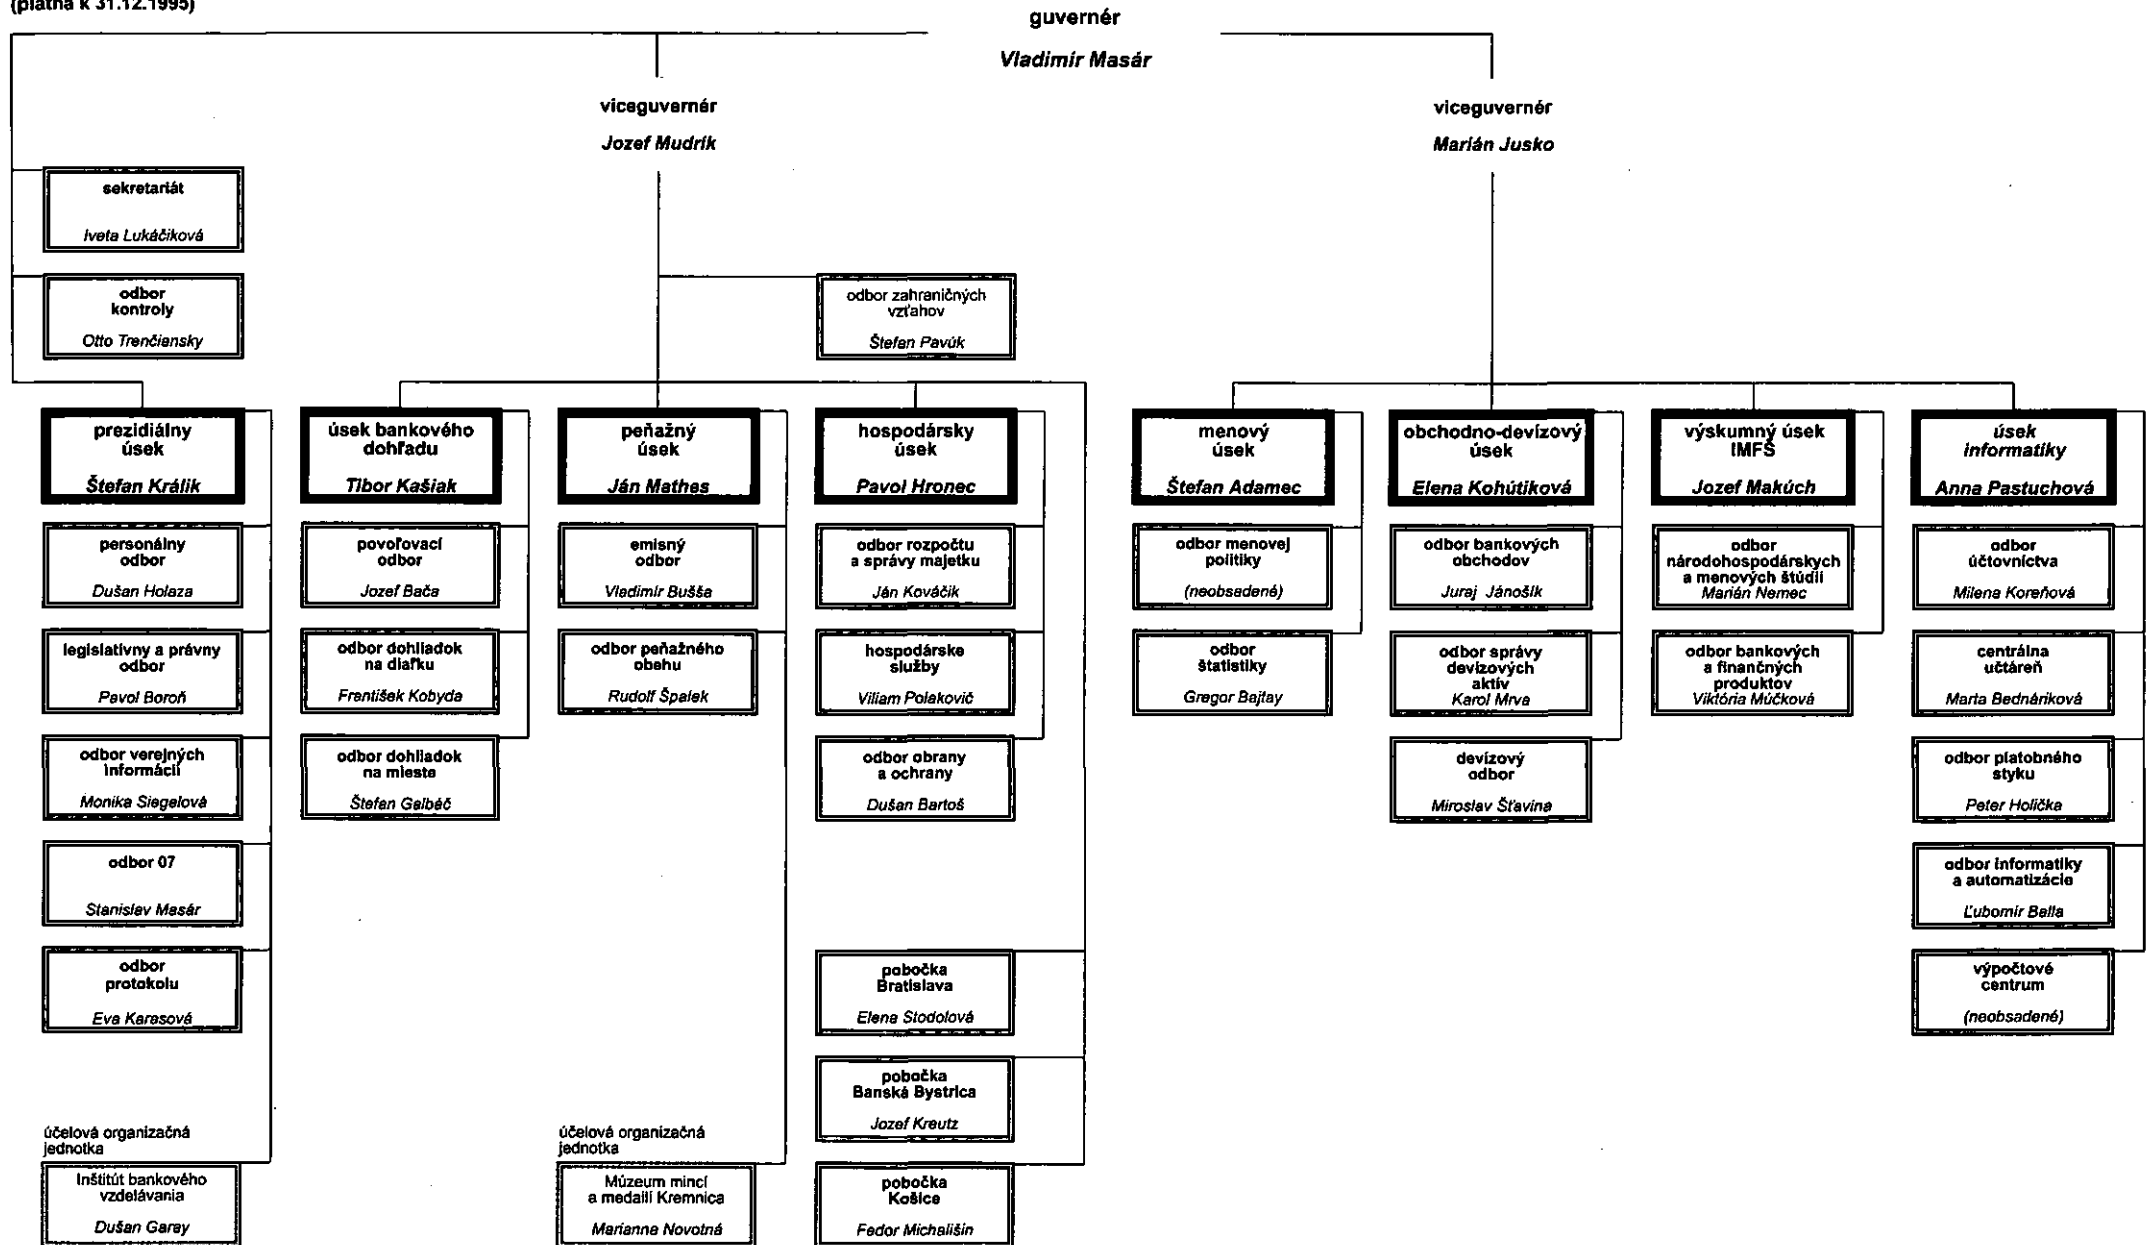 (platná k 31.12.1995)
guvernér
Vladimír Masár
viceguvernér
Jozef Mudrík
viceguvernér
Marián Jusko
sekretariát
Iveta Lukáčiková
odbor
kontroly
Otto Trenčiansky
odbor zahraničných
vzťahov
Štefan Pavúk
prezidiálny
úsek
Štefan Králik
úsek bankového
dohľadu
Tibor Kašiak
peňažný
úsek
Ján Mathes
hospodársky
úsek
Pavol Hronec
menový
úsek
Štefan Adamec
obchodno-devízový
úsek
Elena Kohútiková
výskumný úsek
IMFŠ
Jozef Makúch
úsek
informatiky
Anna Pastuchová
personálny
odbor
Dušan Holaza
povoľovací
odbor
Jozef Bača
emisný
odbor
Vladimír Bušša
odbor rozpočtu
a správy majetku
Ján Kováčik
odbor menovej
politiky
(neobsadené)
odbor bankových
obchodov
Juraj Jánošík
odbor
národohospodárskych
a menových štúdií
Marián Nemec
odbor
účtovníctva
Milena Koreňová
legislatívny a právny
odbor
Pavol Boroň
odbor dohliadok
na diaľku
František Kobyda
odbor peňažného
obehu
Rudolf Špalek
hospodárske
služby
Viliam Polakovič
odbor
štatistiky
Gregor Bajtay
odbor správy
devízových
aktív
Karol Mrva
odbor bankových
a finančných
produktov
Viktória Múčková
centrálna
učtáreň
Marta Bednáriková
odbor verejných
informácií
Monika Siegelová
odbor dohliadok
na mieste
Štefan Galbáč
odbor obrany
a ochrany
Dušan Bartoš
devízový
odbor
Miroslav Šťavina
odbor platobného
styku
Peter Holička
odbor 07
Stanislav Masár
odbor informatiky
a automatizácie
Ľubomír Balla
odbor
protokolu
Eva Karasová
pobočka
Bratislava
Elena Stodolová
výpočtové
centrum
(neobsadené)
pobočka
Banská Bystrica
Jozef Kreutz
účelová organizačná
jednotka
Inštitút bankového
vzdelávania
Dušan Garay
účelová organizačná
jednotka
Múzeum mincí
a medailí Kremnica
Marianna Novotná
pobočka
Košice
Fedor Michališin